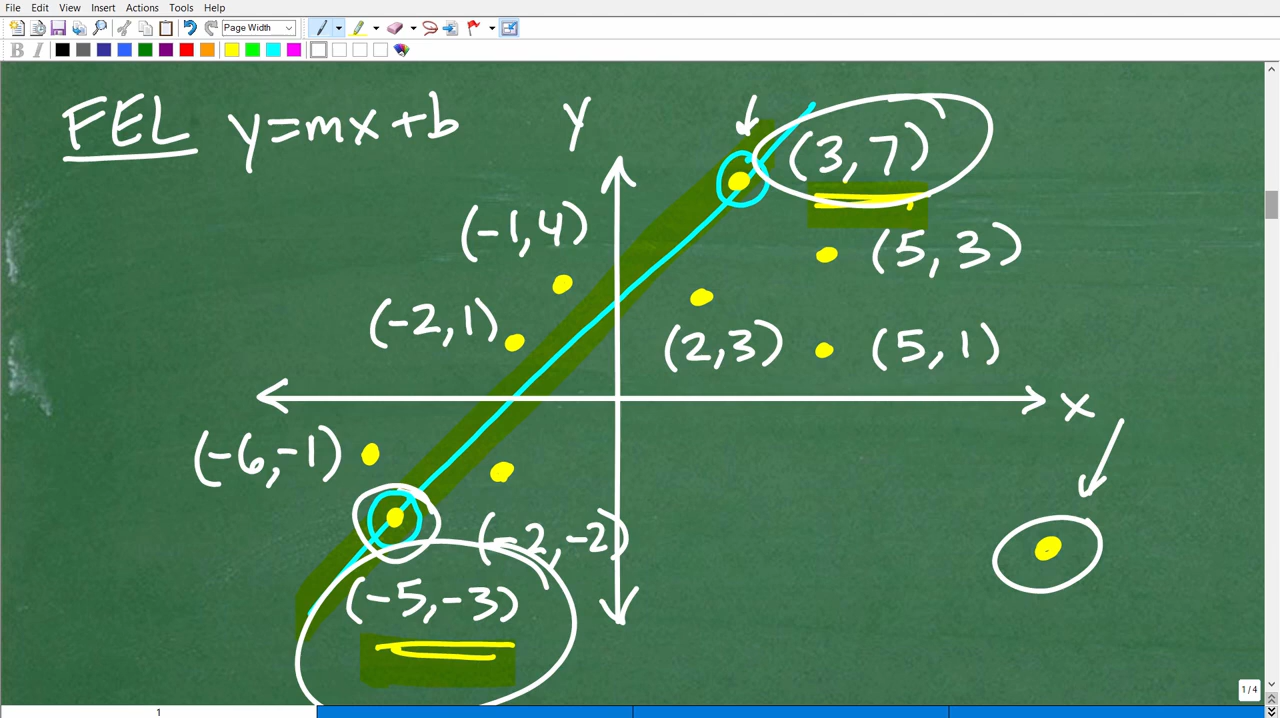 File Edit View Insert Actions Tools Help
Page Width
B I
FEL y=mx+b y
(3,7)
(-1,4)
(5,3)
(-2,1)
(2,3) (5,1)
x
(-6,-1)
(-2,-2)
(-5,-3)
1/4
1